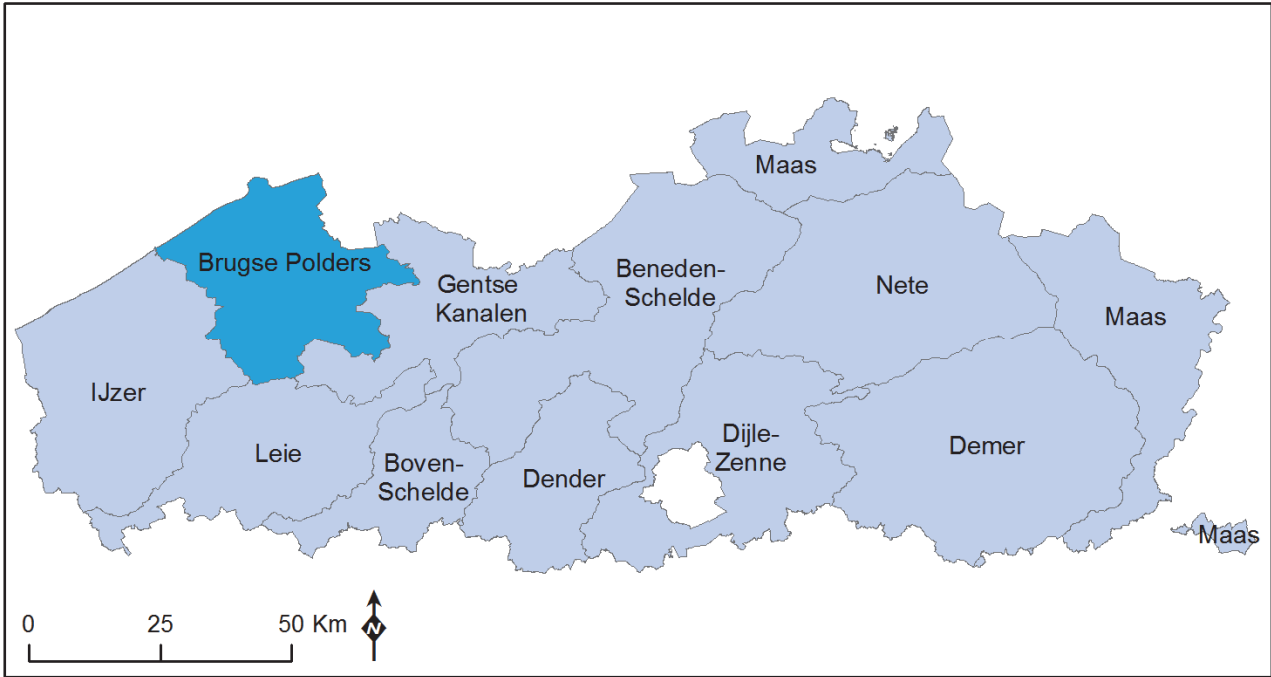 Maas
Brugse Polders
Gentse
Kanalen
Beneden-
Schelde
Nete
Maas
IJzer
Leie
Boven-
Schelde
Dender
Dijle-
Zenne
Demer
Maas
0 25 50 Km
N